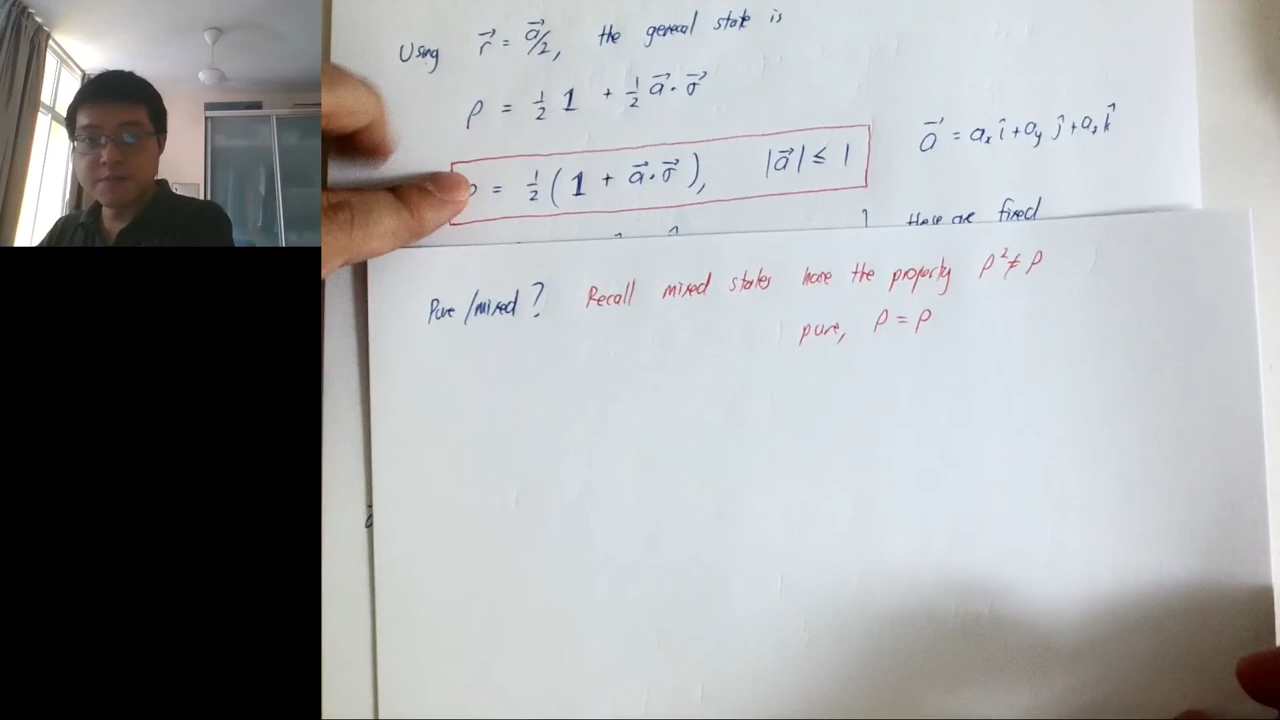 Using r⃗ = a⃗/2, the general state is
ρ = 1/2 𝟏 + 1/2 a⃗·σ⃗
a⃗ = aₓ î + a_y ĵ + a_z k̂
= 1/2 ( 𝟏 + a⃗·σ⃗ ), |a⃗| ≤ 1
these are fixed
Pure/mixed? Recall mixed states have the property ρ² ≠ ρ
pure, ρ = ρ